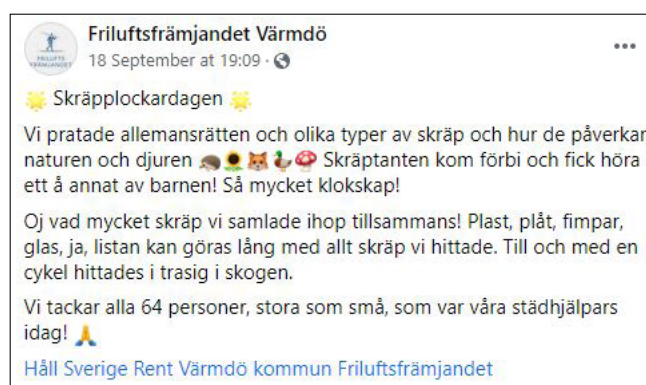 Friluftsfrämjandet Värmdö
18 September at 19:09 ·
FRILUFTS
FRÄMJANDET
🌟 Skräpplockardagen 🌟
Vi pratade allemansrätten och olika typer av skräp och hur de påverkar
naturen och djuren 🦔🌻🦊🦆🍄 Skräptanten kom förbi och fick höra
ett å annat av barnen! Så mycket klokskap!
Oj vad mycket skräp vi samlade ihop tillsammans! Plast, plåt, fimpar,
glas, ja, listan kan göras lång med allt skräp vi hittade. Till och med en
cykel hittades i trasig i skogen.
Vi tackar alla 64 personer, stora som små, som var våra städhjälpars
idag! 🙏
Håll Sverige Rent Värmdö kommun Friluftsfrämjandet